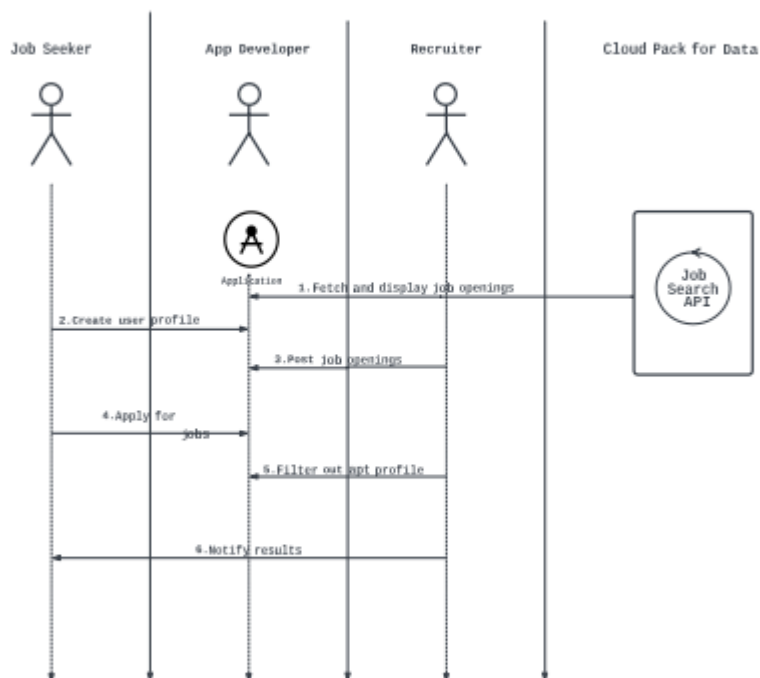 Job Seeker
App Developer
Recruiter
Cloud Pack for Data
Application
Job
Search
API
1.Fetch and display job openings
2.Create user profile
3.Post job openings
4.Apply for
jobs
5.Filter out apt profile
6.Notify results